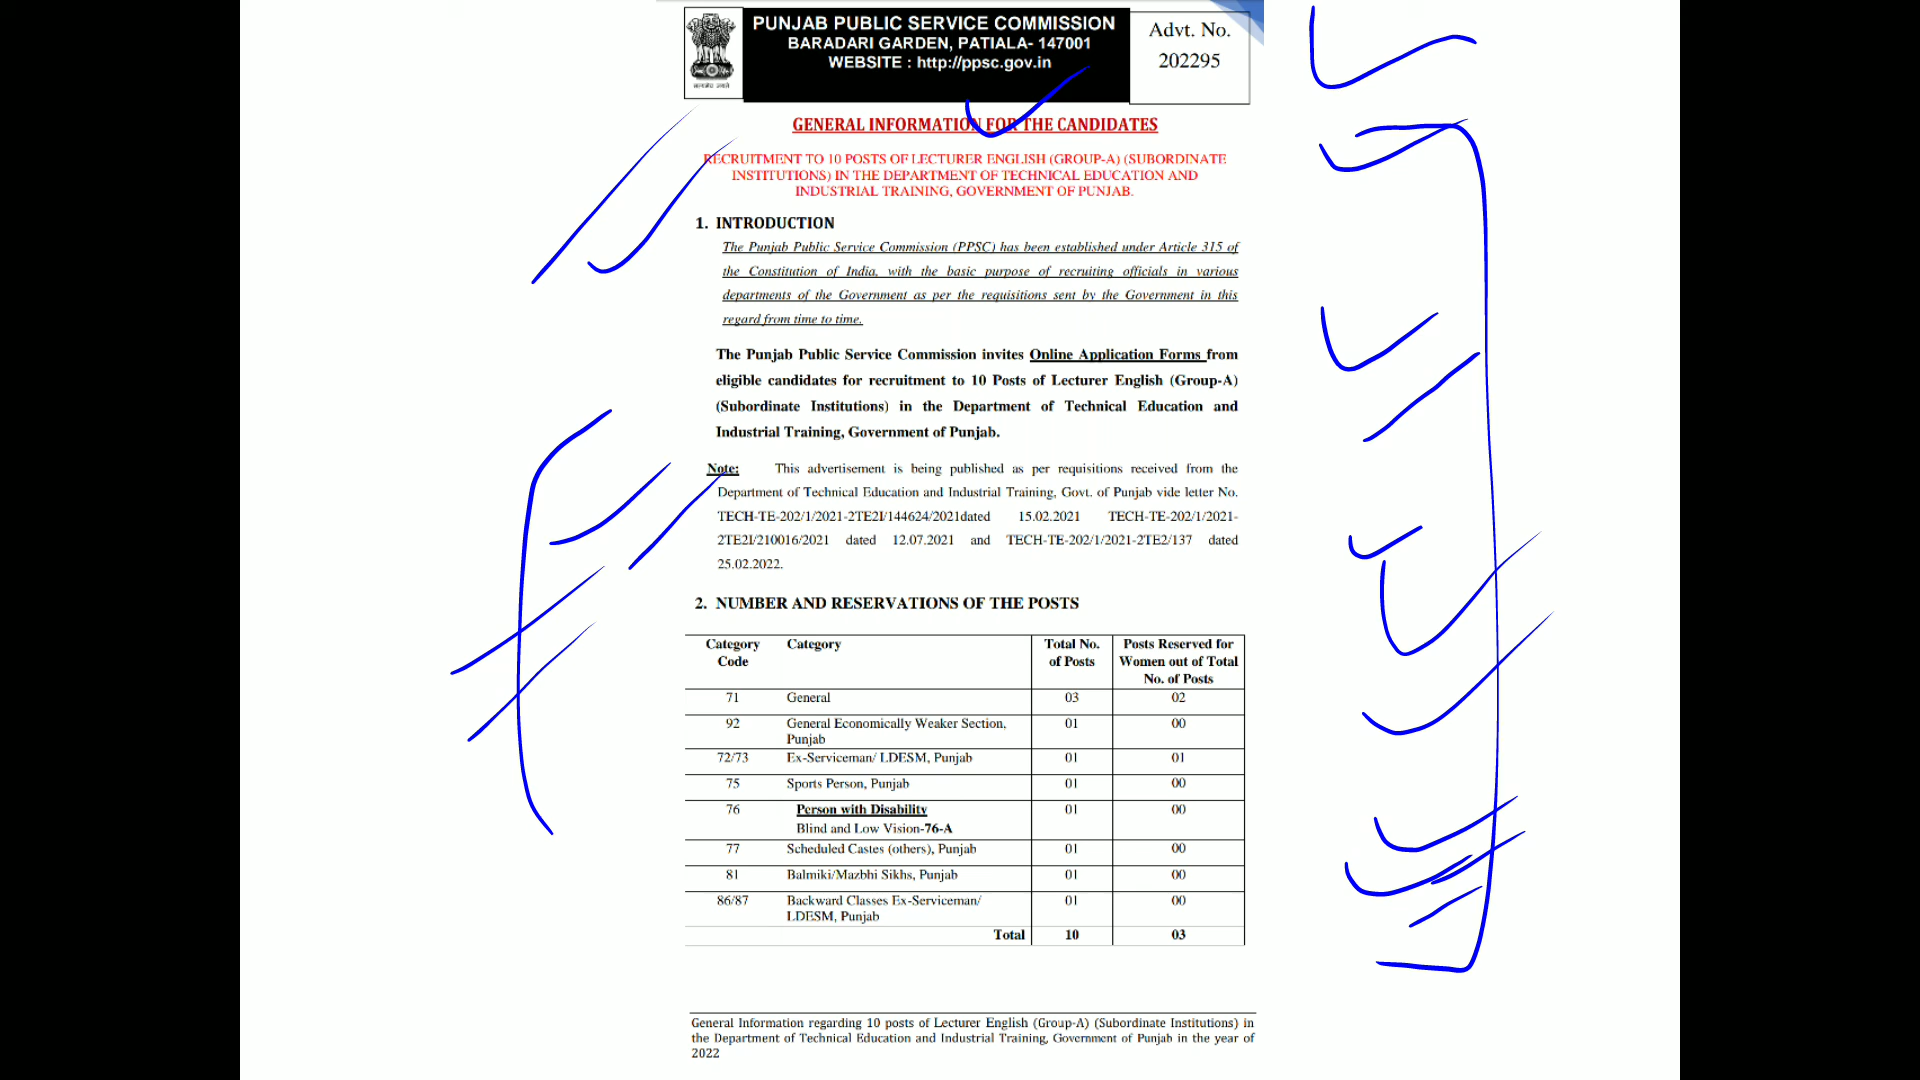 PUNJAB PUBLIC SERVICE COMMISSION
BARADARI GARDEN, PATIALA- 147001
WEBSITE : http://ppsc.gov.in
Advt. No.
202295
सत्यमेव जयते
GENERAL INFORMATION FOR THE CANDIDATES
RECRUITMENT TO 10 POSTS OF LECTURER ENGLISH (GROUP-A) (SUBORDINATE
INSTITUTIONS) IN THE DEPARTMENT OF TECHNICAL EDUCATION AND
INDUSTRIAL TRAINING, GOVERNMENT OF PUNJAB.
1. INTRODUCTION
The Punjab Public Service Commission (PPSC) has been established under Article 315 of
the Constitution of India, with the basic purpose of recruiting officials in various
departments of the Government as per the requisitions sent by the Government in this
regard from time to time.
The Punjab Public Service Commission invites Online Application Forms from
eligible candidates for recruitment to 10 Posts of Lecturer English (Group-A)
(Subordinate Institutions) in the Department of Technical Education and
Industrial Training, Government of Punjab.
Note: This advertisement is being published as per requisitions received from the
Department of Technical Education and Industrial Training, Govt. of Punjab vide letter No.
TECH-TE-202/1/2021-2TE2I/144624/2021dated 15.02.2021 TECH-TE-202/1/2021-
2TE2I/210016/2021 dated 12.07.2021 and TECH-TE-202/1/2021-2TE2/137 dated
25.02.2022.
2. NUMBER AND RESERVATIONS OF THE POSTS
Category Code Category Total No. of Posts Posts Reserved for Women out of Total No. of Posts
71 General 03 02
92 General Economically Weaker Section, Punjab 01 00
72/73 Ex-Serviceman/ LDESM, Punjab 01 01
75 Sports Person, Punjab 01 00
76 Person with Disability 01 00
Blind and Low Vision-76-A
77 Scheduled Castes (others), Punjab 01 00
81 Balmiki/Mazbhi Sikhs, Punjab 01 00
86/87 Backward Classes Ex-Serviceman/ LDESM, Punjab 01 00
Total 10 03
General Information regarding 10 posts of Lecturer English (Group-A) (Subordinate Institutions) in
the Department of Technical Education and Industrial Training, Government of Punjab in the year of
2022